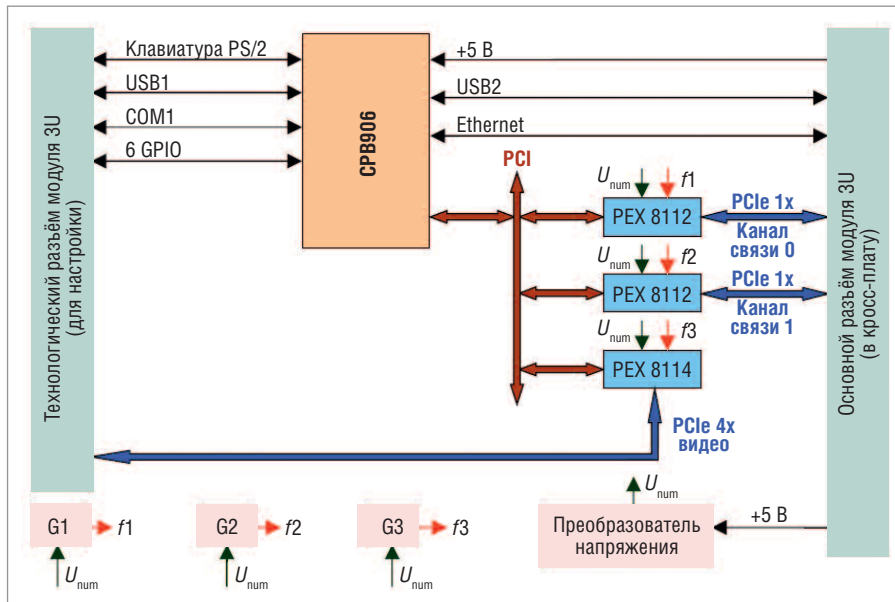 Технологический разъём модуля 3U
(для настройки)
Клавиатура PS/2
USB1
COM1
6 GPIO
CPB906
+5 В
USB2
Ethernet
Основной разъём модуля 3U
(в кросс-плату)
PCI
Unum
f1
PEX 8112
PCIe 1x
Канал
связи 0
Unum
f2
PEX 8112
PCIe 1x
Канал
связи 1
Unum
f3
PEX 8114
PCIe 4x
видео
G1
f1
Unum
G2
f2
Unum
G3
f3
Unum
Unum
Преобразователь
напряжения
+5 В